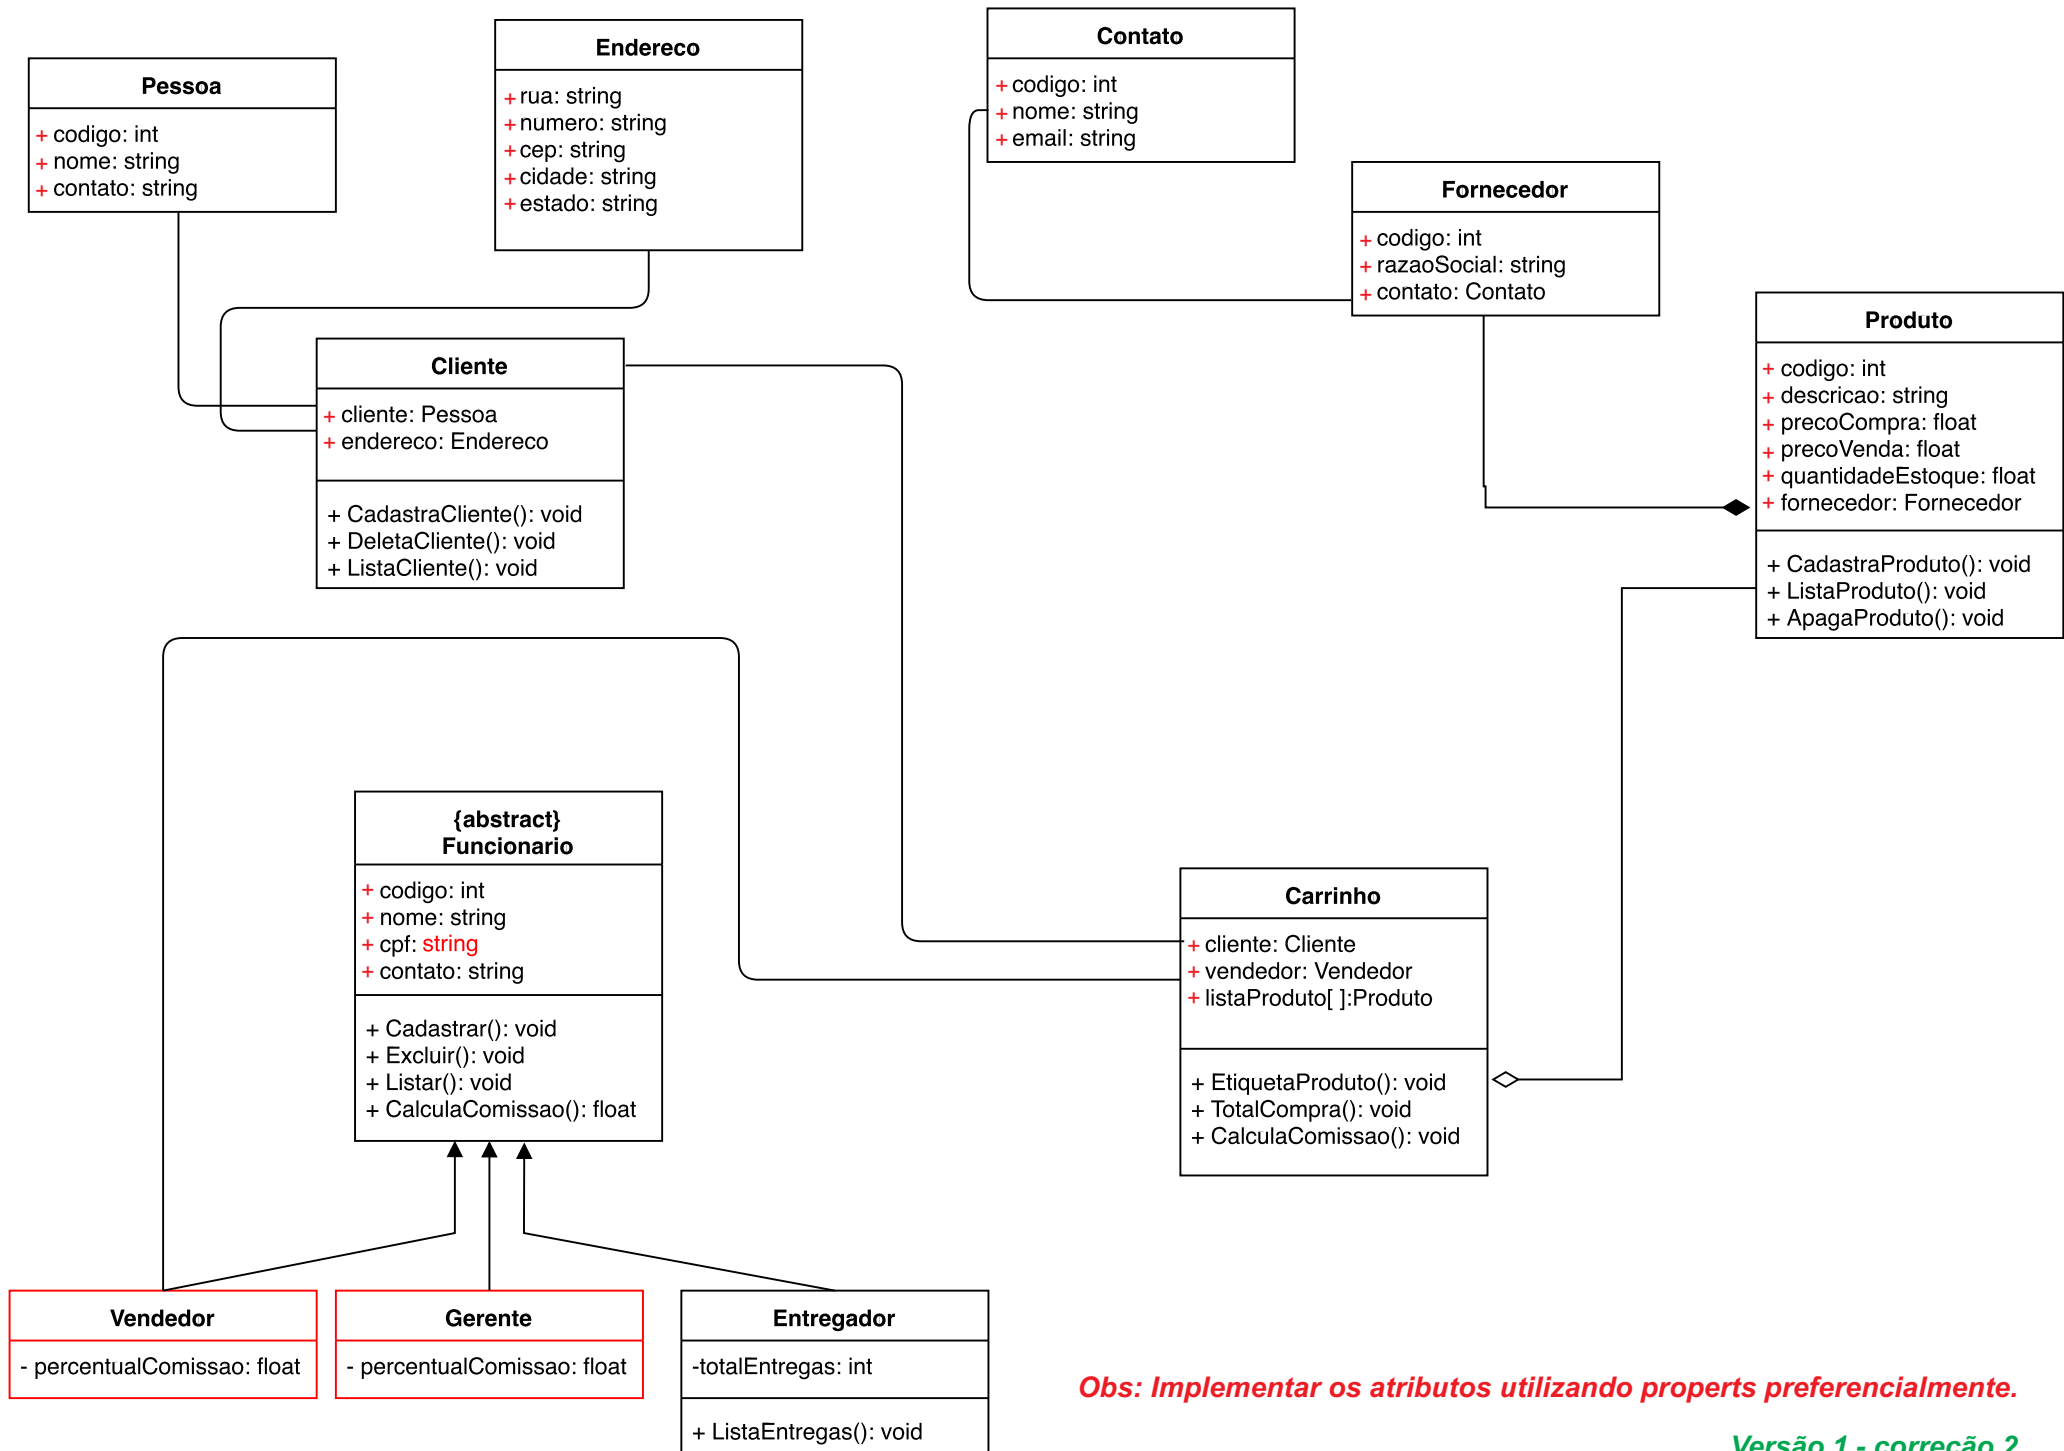 Pessoa
+ codigo: int
+ nome: string
+ contato: string
Endereco
+ rua: string
+ numero: string
+ cep: string
+ cidade: string
+ estado: string
Contato
+ codigo: int
+ nome: string
+ email: string
Fornecedor
+ codigo: int
+ razaoSocial: string
+ contato: Contato
Produto
+ codigo: int
+ descricao: string
+ precoCompra: float
+ precoVenda: float
+ quantidadeEstoque: float
+ fornecedor: Fornecedor
+ CadastraProduto(): void
+ ListaProduto(): void
+ ApagaProduto(): void
Cliente
+ cliente: Pessoa
+ endereco: Endereco
+ CadastraCliente(): void
+ DeletaCliente(): void
+ ListaCliente(): void
{abstract}
Funcionario
+ codigo: int
+ nome: string
+ cpf: string
+ contato: string
+ Cadastrar(): void
+ Excluir(): void
+ Listar(): void
+ CalculaComissao(): float
Carrinho
+ cliente: Cliente
+ vendedor: Vendedor
+ listaProduto[ ]:Produto
+ EtiquetaProduto(): void
+ TotalCompra(): void
+ CalculaComissao(): void
Vendedor
- percentualComissao: float
Gerente
- percentualComissao: float
Entregador
-totalEntregas: int
+ ListaEntregas(): void
Obs: Implementar os atributos utilizando properts preferencialmente.
Versão 1 - correção 2